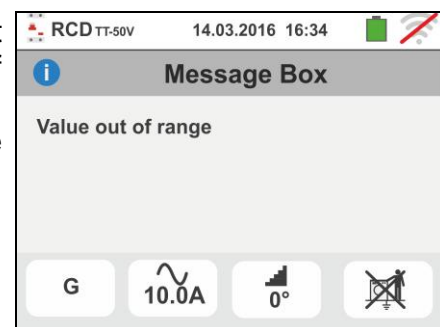 RCD TT-50V 14.03.2016 16:34
i Message Box
Value out of range
G 10.0A 0°